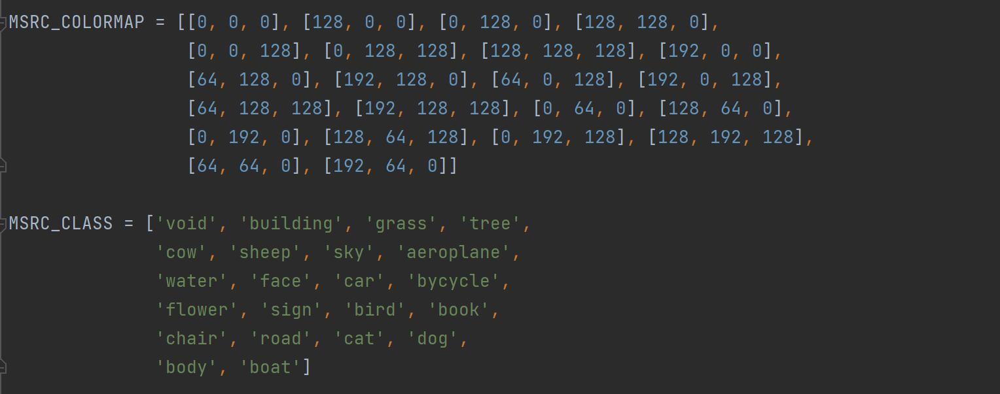 MSRC_COLORMAP = [[0, 0, 0], [128, 0, 0], [0, 128, 0], [128, 128, 0],
[0, 0, 128], [0, 128, 128], [128, 128, 128], [192, 0, 0],
[64, 128, 0], [192, 128, 0], [64, 0, 128], [192, 0, 128],
[64, 128, 128], [192, 128, 128], [0, 64, 0], [128, 64, 0],
[0, 192, 0], [128, 64, 128], [0, 192, 128], [128, 192, 128],
[64, 64, 0], [192, 64, 0]]
MSRC_CLASS = ['void', 'building', 'grass', 'tree',
'cow', 'sheep', 'sky', 'aeroplane',
'water', 'face', 'car', 'bycycle',
'flower', 'sign', 'bird', 'book',
'chair', 'road', 'cat', 'dog',
'body', 'boat']